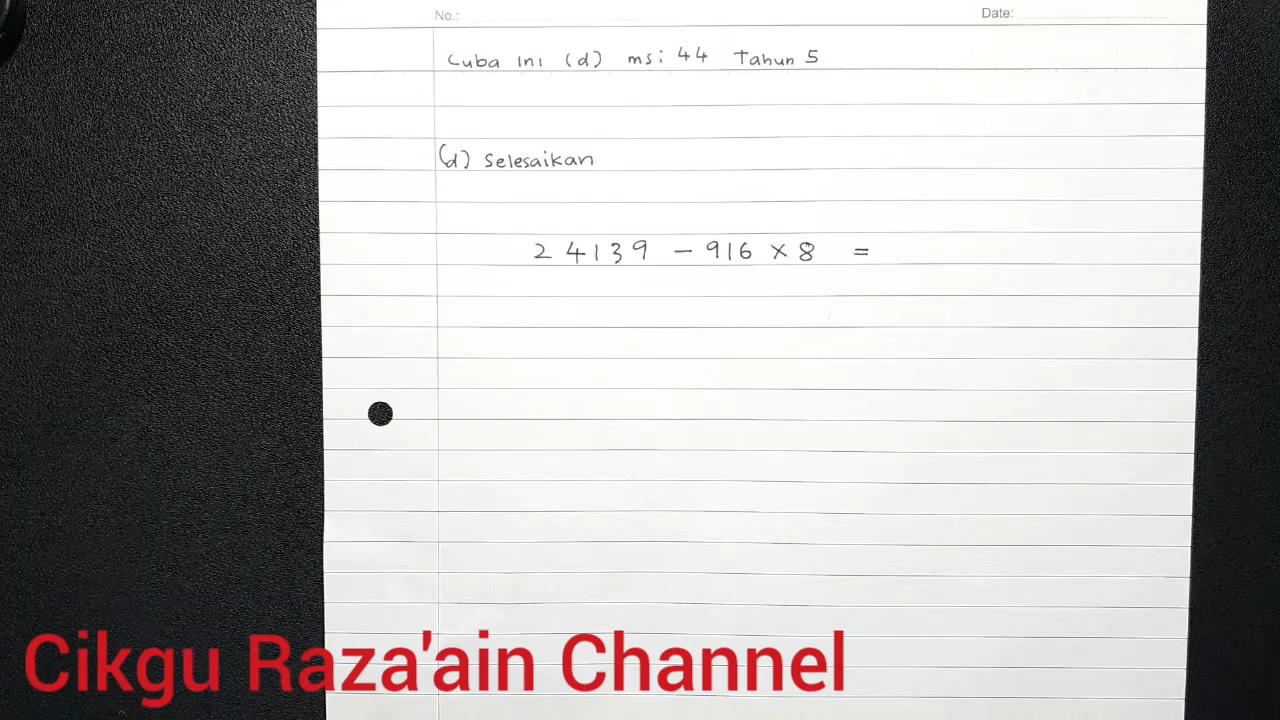 No.: Date:
Cuba Ini (d) ms: 44 Tahun 5
(d) Selesaikan
24139 - 916 × 8 =
Cikgu Raza'ain Channel